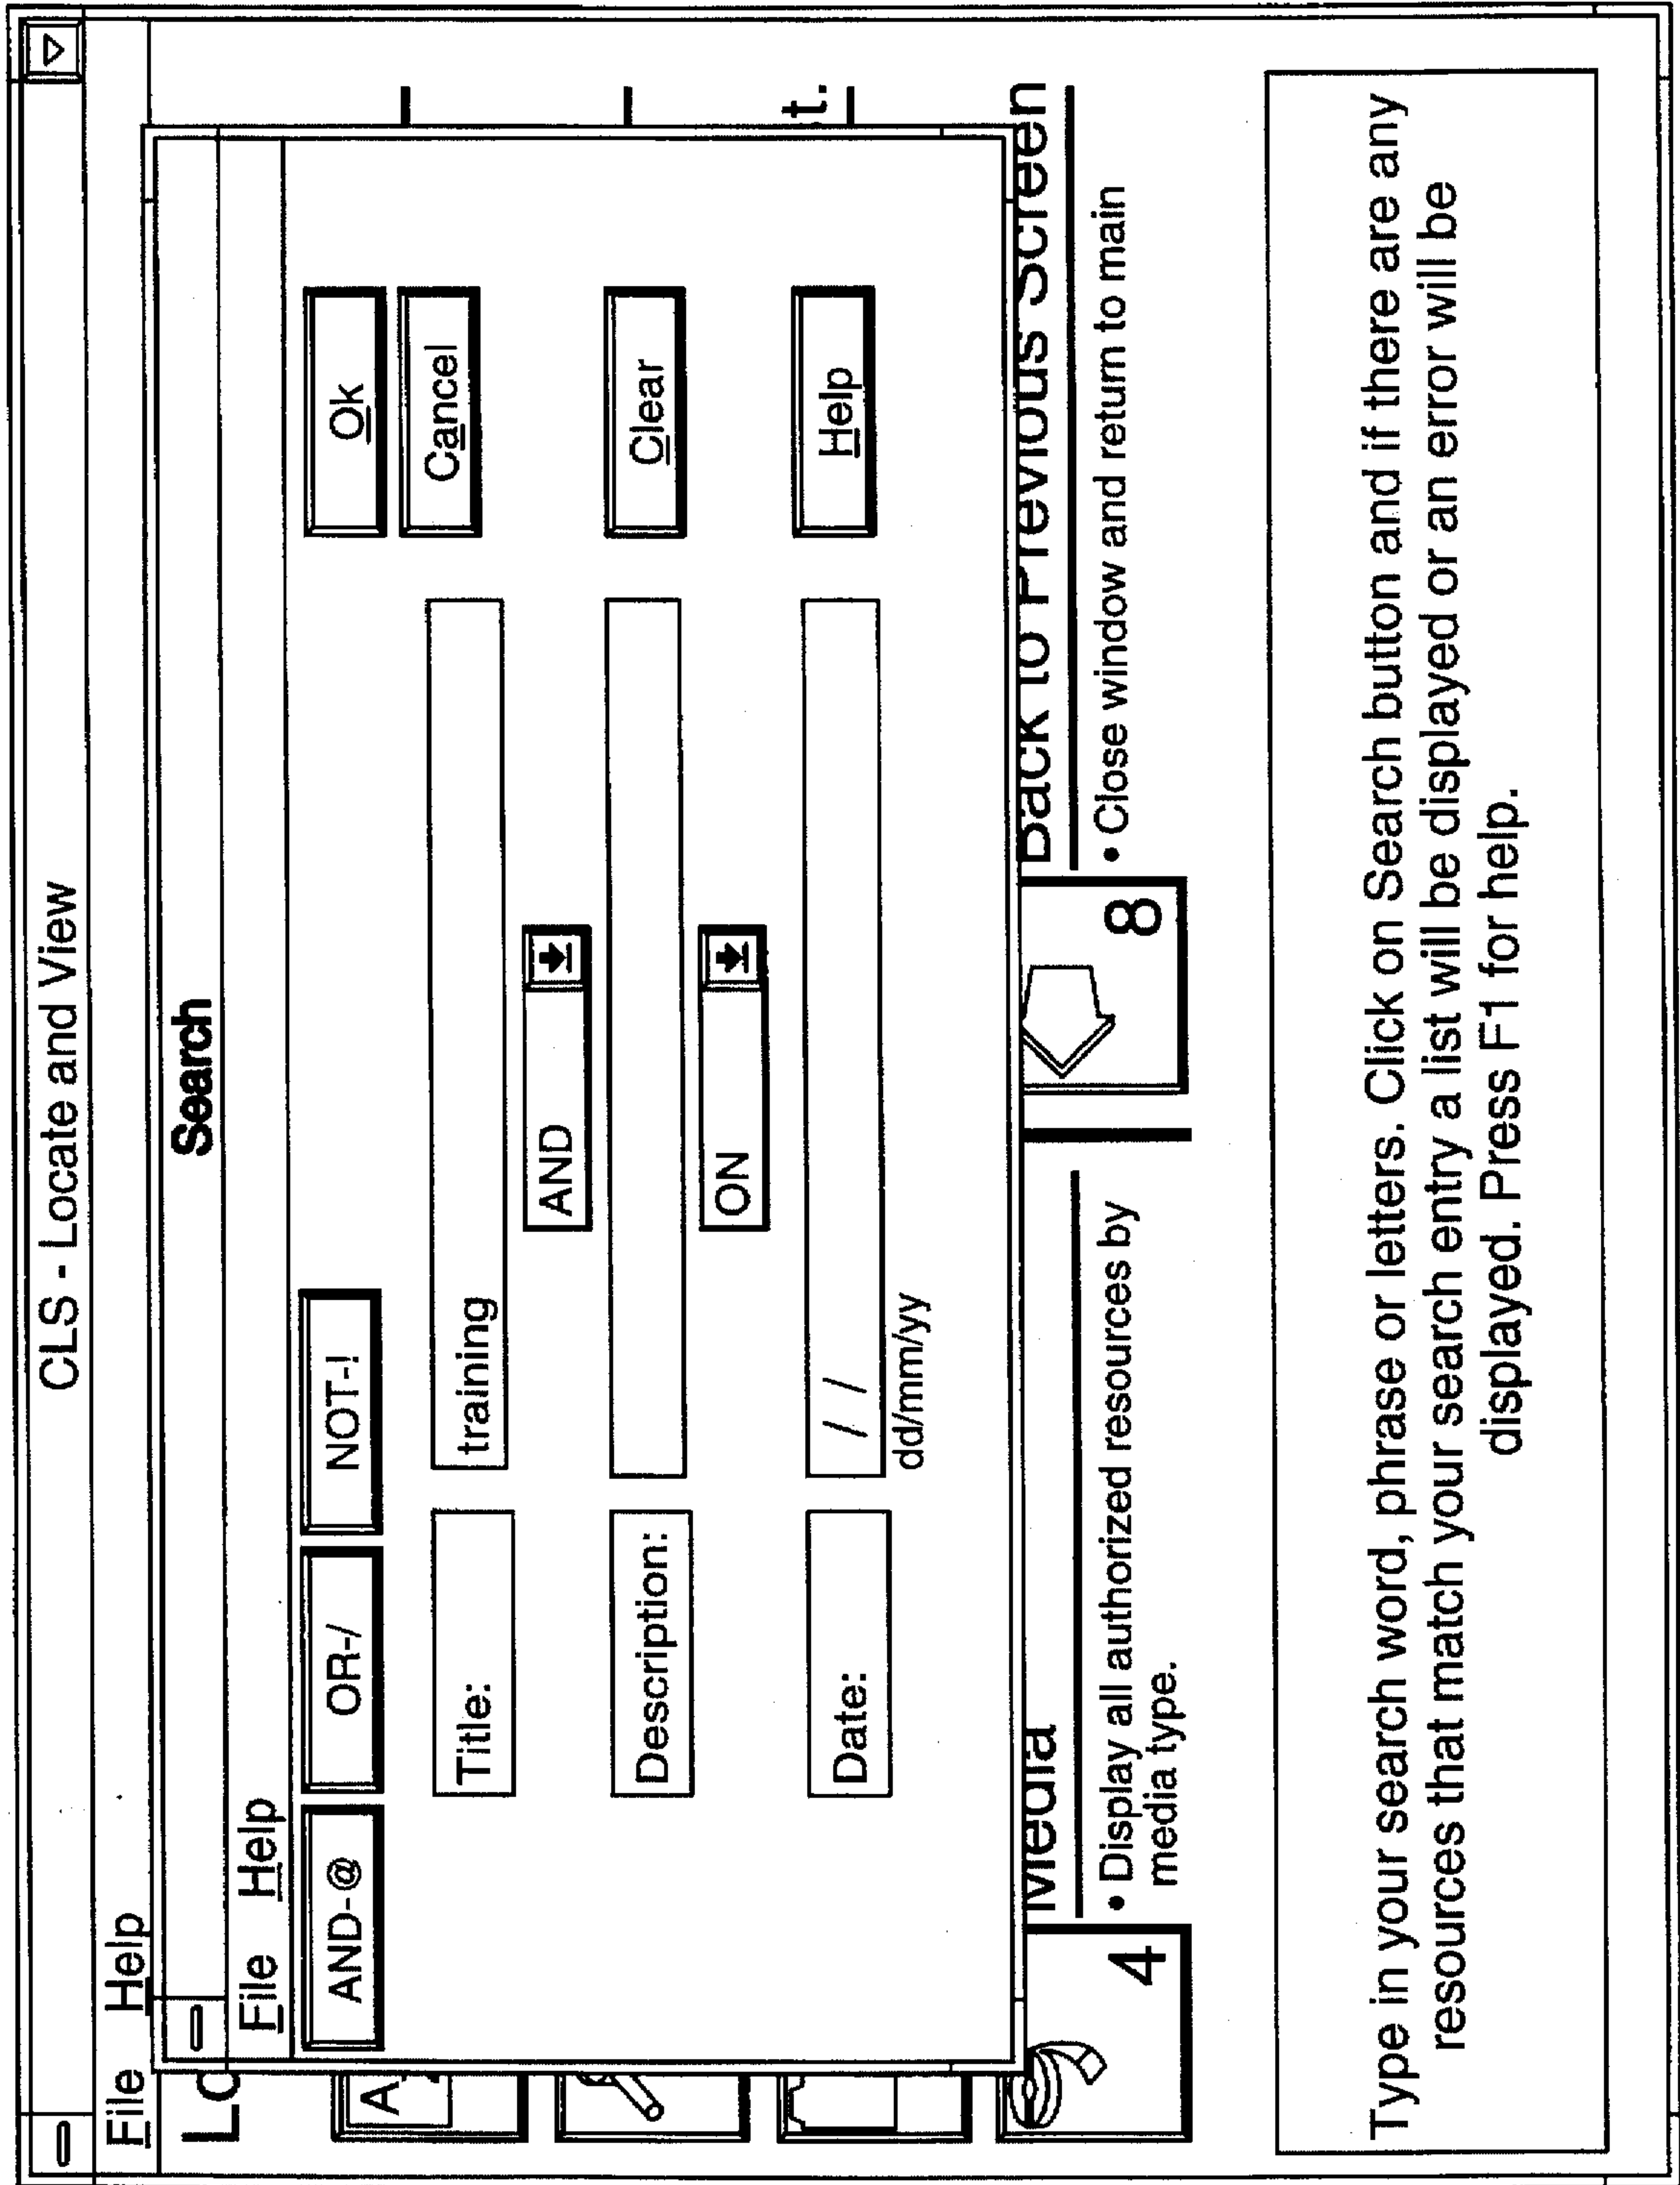 CLS - Locate and View
File Help
Search
File Help
AND-@ OR-/ NOT-!
Ok
Cancel
Title: training
AND
Description:
Clear
ON
Date: / /
dd/mm/yy
Help
t.
Media
4
• Display all authorized resources by
media type.
Back to Previous Screen
8
• Close window and return to main
Type in your search word, phrase or letters. Click on Search button and if there are any
resources that match your search entry a list will be displayed or an error will be
displayed. Press F1 for help.